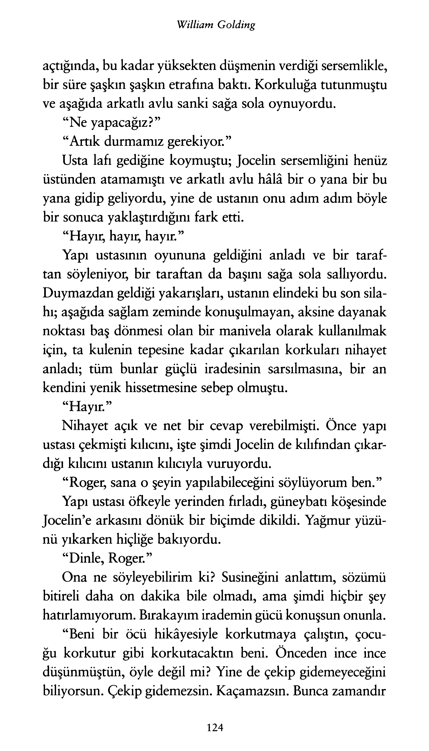 William Golding
açtığında, bu kadar yüksekten düşmenin verdiği sersemlikle,
bir süre şaşkın şaşkın etrafına baktı. Korkuluğa tutunmuştu
ve aşağıda arkatlı avlu sanki sağa sola oynuyordu.
"Ne yapacağız?"
"Artık durmamız gerekiyor."
Usta lafı gediğine koymuştu; Jocelin sersemliğini henüz
üstünden atamamıştı ve arkatlı avlu hâlâ bir o yana bir bu
yana gidip geliyordu, yine de ustanın onu adım adım böyle
bir sonuca yaklaştırdığını fark etti.
"Hayır, hayır, hayır."
Yapı ustasının oyununa geldiğini anladı ve bir taraf-
tan söyleniyor, bir taraftan da başını sağa sola sallıyordu.
Duymazdan geldiği yakarışları, ustanın elindeki bu son sila-
hı; aşağıda sağlam zeminde konuşulmayan, aksine dayanak
noktası baş dönmesi olan bir manivela olarak kullanılmak
için, ta kulenin tepesine kadar çıkarılan korkuları nihayet
anladı; tüm bunlar güçlü iradesinin sarsılmasına, bir an
kendini yenik hissetmesine sebep olmuştu.
"Hayır."
Nihayet açık ve net bir cevap verebilmişti. Önce yapı
ustası çekmişti kılıcını, işte şimdi Jocelin de kılıfından çıkar-
dığı kılıcını ustanın kılıcıyla vuruyordu.
"Roger, sana o şeyin yapılabileceğini söylüyorum ben."
Yapı ustası öfkeyle yerinden fırladı, güneybatı köşesinde
Jocelin'e arkasını dönük bir biçimde dikildi. Yağmur yüzü-
nü yıkarken hiçliğe bakıyordu.
"Dinle, Roger."
Ona ne söyleyebilirim ki? Susineğini anlattım, sözümü
bitireli daha on dakika bile olmadı, ama şimdi hiçbir şey
hatırlamıyorum. Bırakayım irademin gücü konuşsun onunla.
"Beni bir öcü hikâyesiyle korkutmaya çalıştın, çocu-
ğu korkutur gibi korkutacaktın beni. Önceden ince ince
düşünmüştün, öyle değil mi? Yine de çekip gidemeyeceğini
biliyorsun. Çekip gidemezsin. Kaçamazsın. Bunca zamandır
124